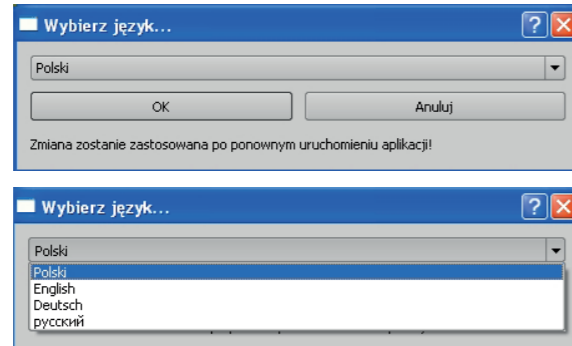 Wybierz język...
Polski
OK Anuluj
Zmiana zostanie zastosowana po ponownym uruchomieniu aplikacji!
Wybierz język...
Polski
Polski
English
Deutsch
русский